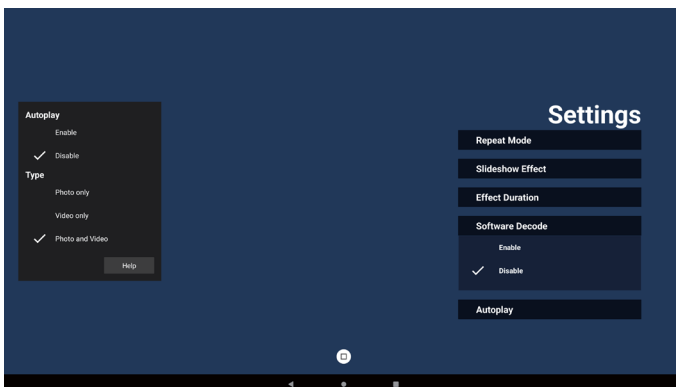 Autoplay
Enable
Disable
Type
Photo only
Video only
Photo and Video
Help
Settings
Repeat Mode
Slideshow Effect
Effect Duration
Software Decode
Enable
Disable
Autoplay